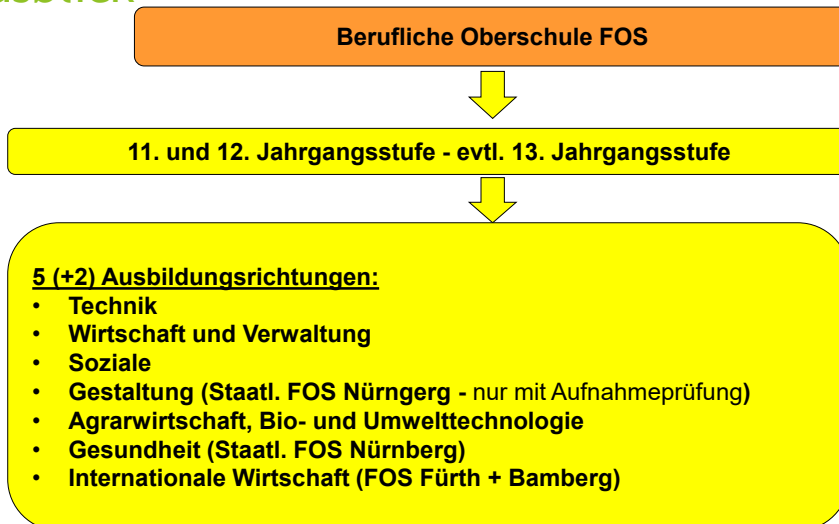 Berufliche Oberschule FOS
11. und 12. Jahrgangsstufe - evtl. 13. Jahrgangsstufe
5 (+2) Ausbildungsrichtungen:
• Technik
• Wirtschaft und Verwaltung
• Soziale
• Gestaltung (Staatl. FOS Nürngerg - nur mit Aufnahmeprüfung)
• Agrarwirtschaft, Bio- und Umwelttechnologie
• Gesundheit (Staatl. FOS Nürnberg)
• Internationale Wirtschaft (FOS Fürth + Bamberg)